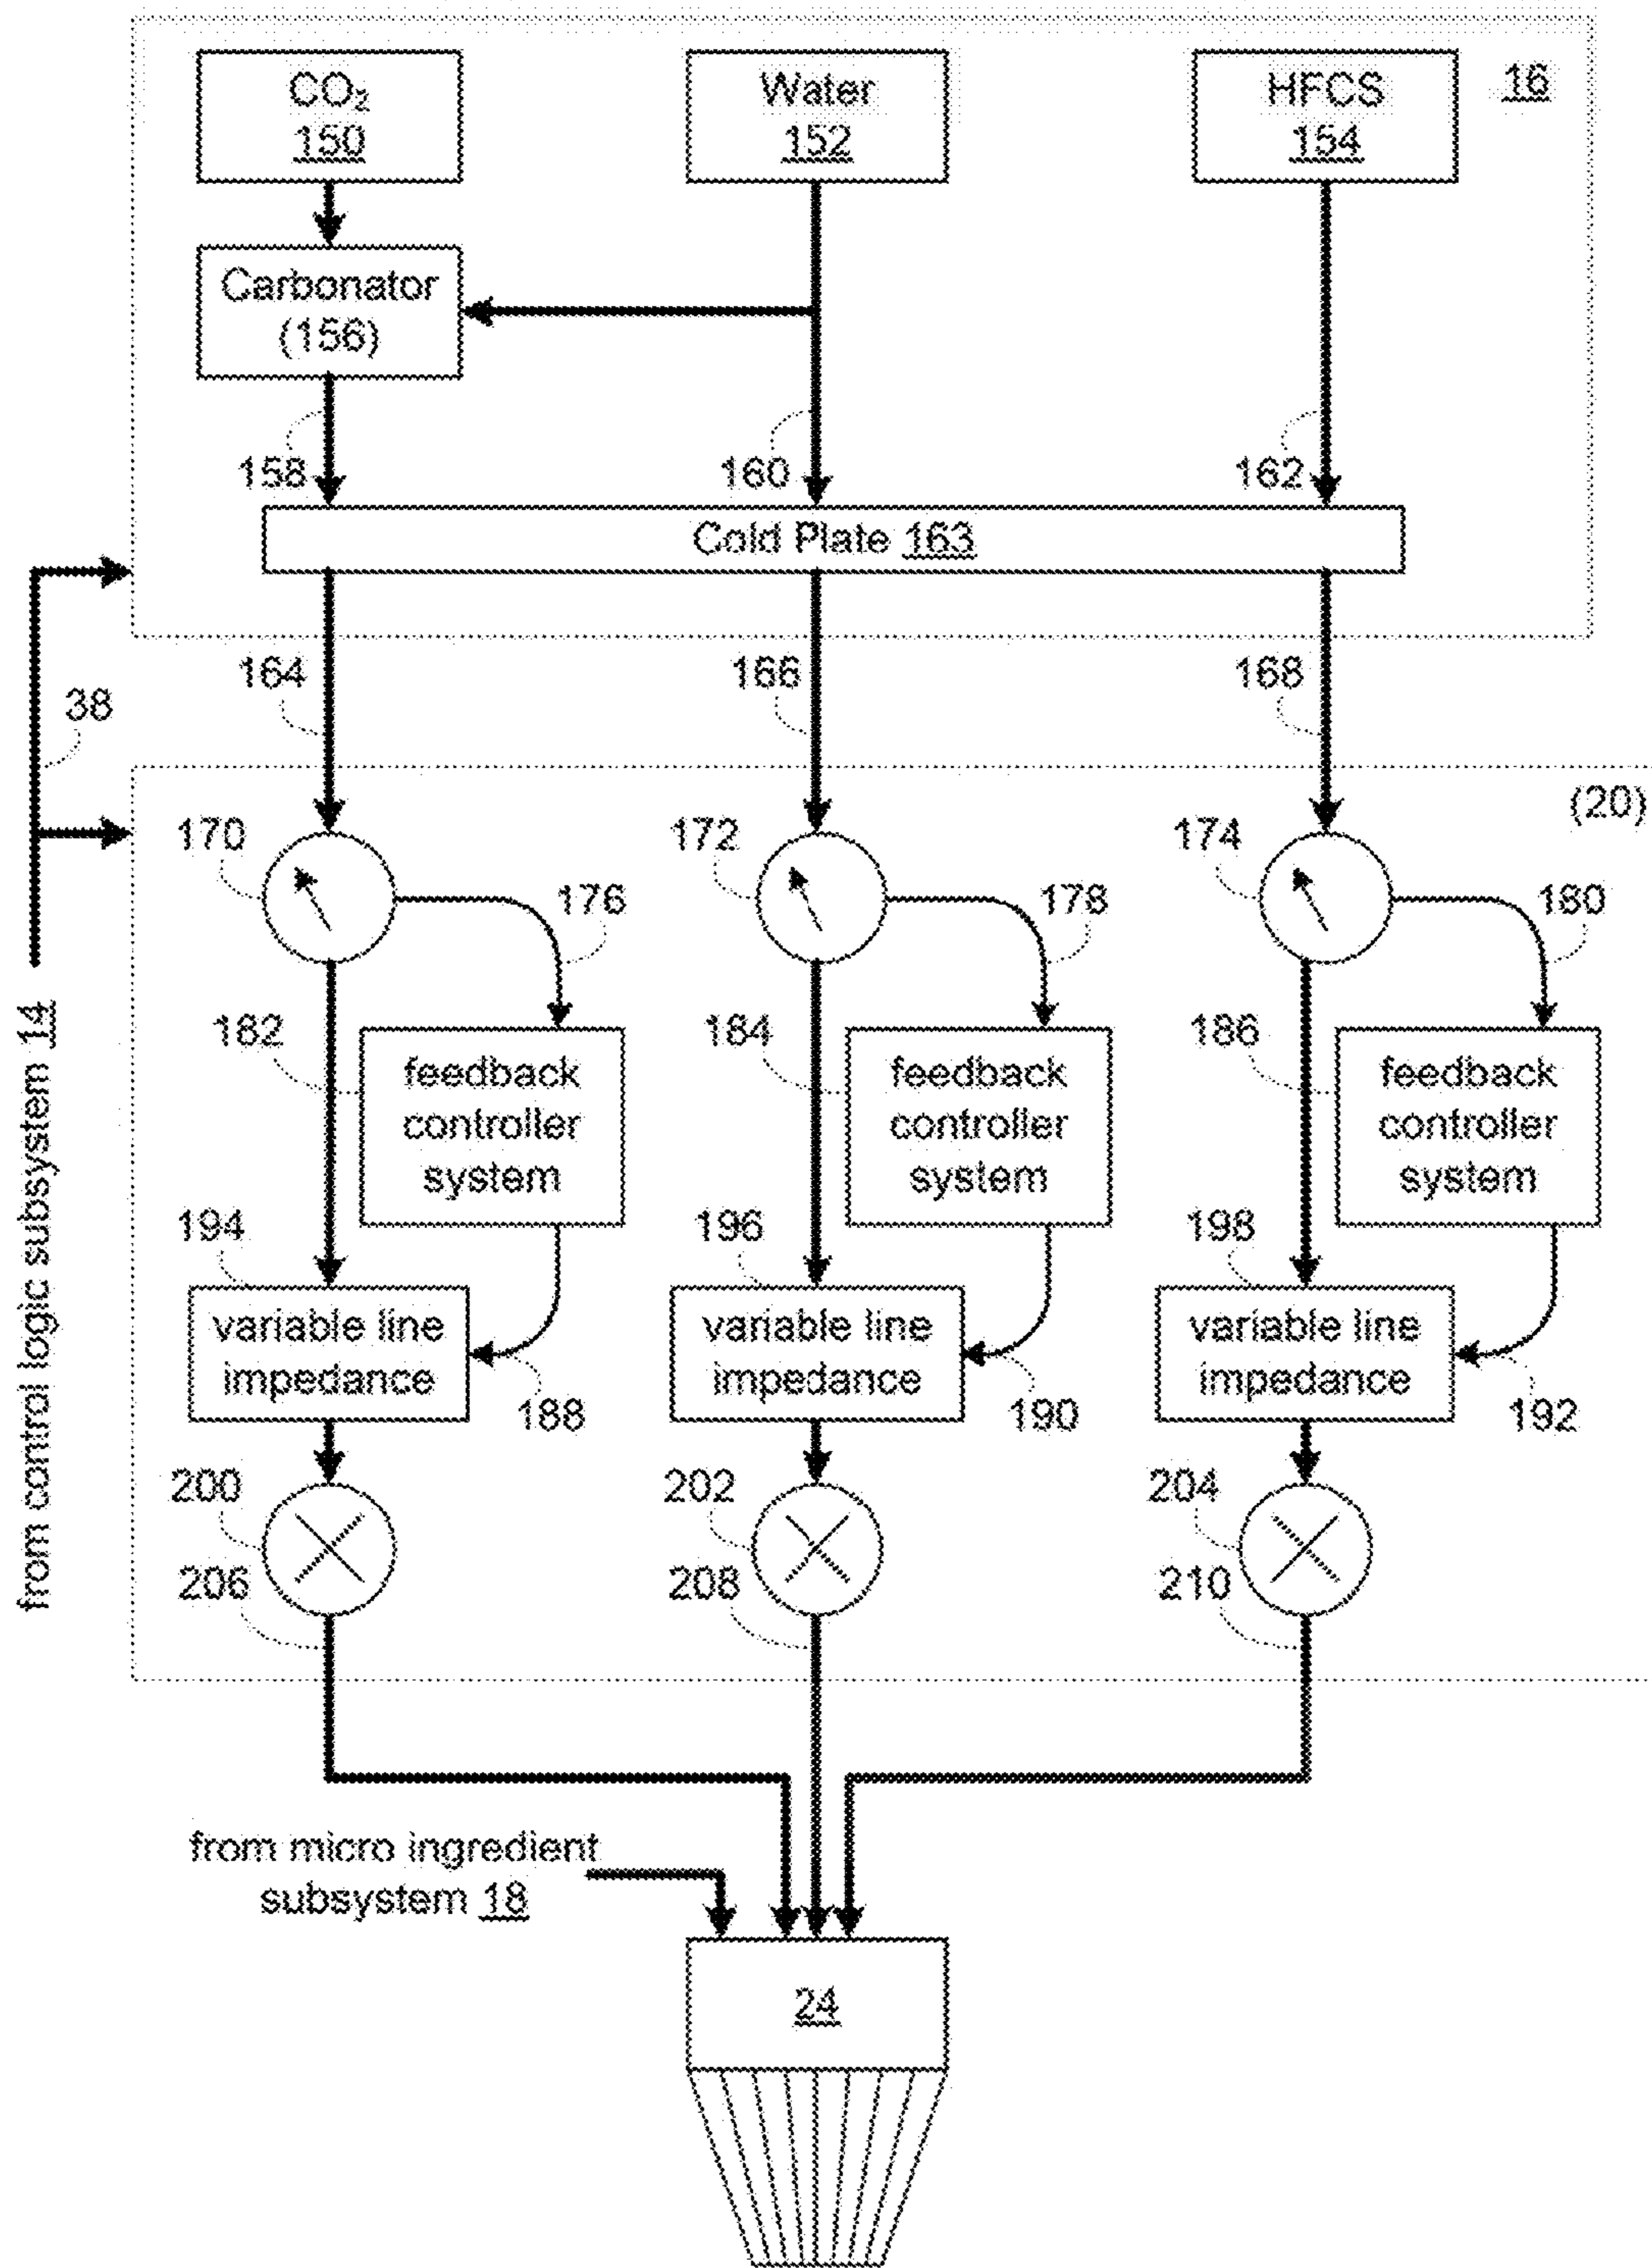 CO₂
150
Water
152
HFCS
154
16
Carbonator
(156)
158
160
162
Cold Plate 163
164
166
168
38
(20)
170
172
174
176
178
180
182
184
186
feedback
controller
system
feedback
controller
system
feedback
controller
system
from control logic subsystem 14
194
196
198
variable line
impedance
variable line
impedance
variable line
impedance
188
190
192
200
202
204
206
208
210
from micro ingredient
subsystem 18
24